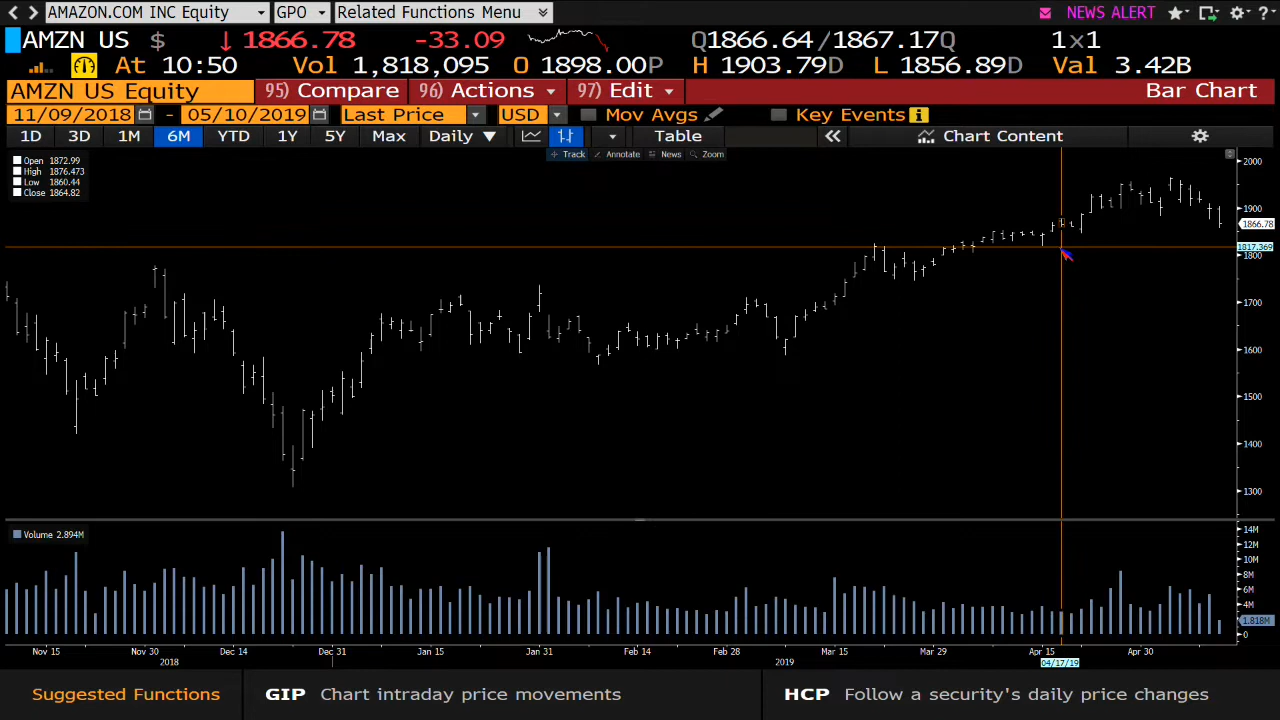 AMAZON.COM INC Equity GPO Related Functions Menu NEWS ALERT ?
AMZN US $ ↓ 1866.78 -33.09 Q1866.64/1867.17Q 1×1
At 10:50 Vol 1,818,095 O 1898.00P H 1903.79D L 1856.89D Val 3.42B
AMZN US Equity 95) Compare 96) Actions 97) Edit Bar Chart
11/09/2018 - 05/10/2019 Last Price USD Mov Avgs Key Events i
1D 3D 1M 6M YTD 1Y 5Y Max Daily ▼ Table « Chart Content
Track Annotate News Zoom
Open 1872.99
High 1876.473
Low 1860.44
Close 1864.82
2000
1900
1866.78
1817.369
1800
1700
1600
1500
1400
1300
Volume 2.894M
14M
12M
10M
8M
6M
4M
1.818M
0
Nov 15 Nov 30 Dec 14 Dec 31 Jan 15 Jan 31 Feb 14 Feb 28 Mar 15 Mar 29 Apr 15 Apr 30
2018 2019 04/17/19
Suggested Functions GIP Chart intraday price movements HCP Follow a security's daily price changes